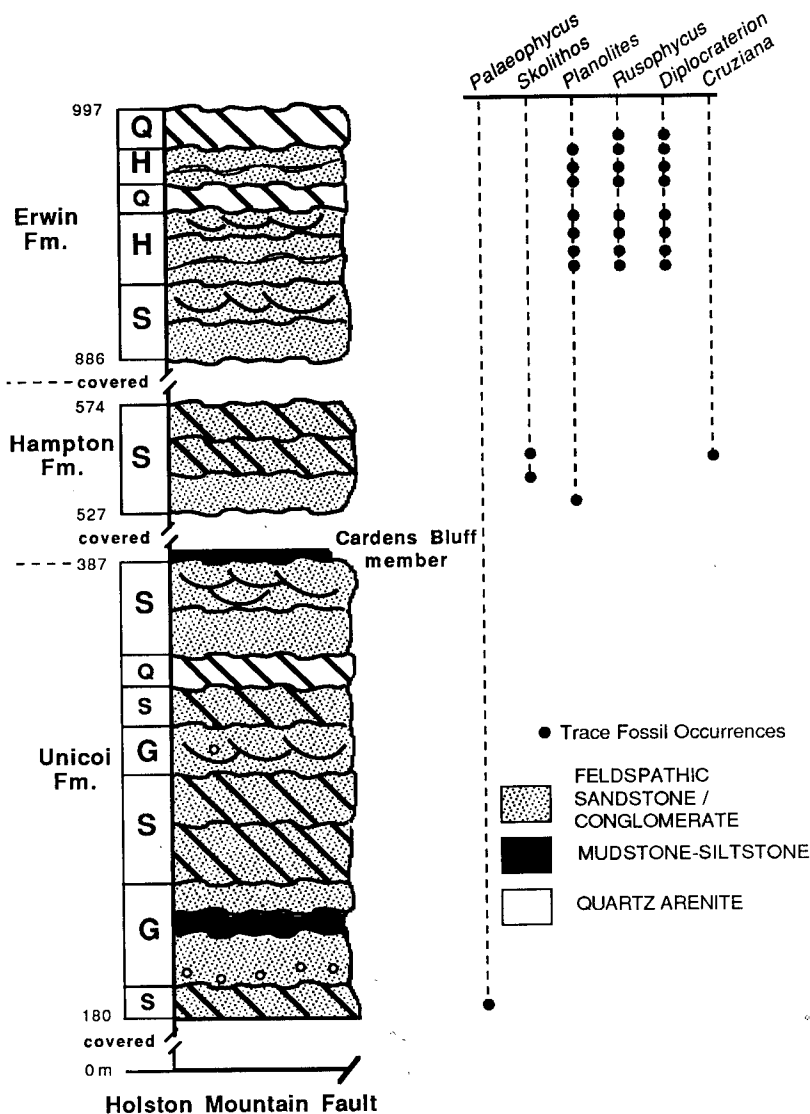 Palaeophycus
Skolithos
Planolites
Rusophycus
Diplocraterion
Cruziana
997
Q
H
Q
Erwin
Fm.
H
S
886
covered
574
Hampton
Fm.
S
527
covered
Cardens Bluff
member
387
S
Q
S
G
Unicoi
Fm.
S
G
S
180
covered
0 m
Holston Mountain Fault
Trace Fossil Occurrences
FELDSPATHIC
SANDSTONE /
CONGLOMERATE
MUDSTONE-SILTSTONE
QUARTZ ARENITE